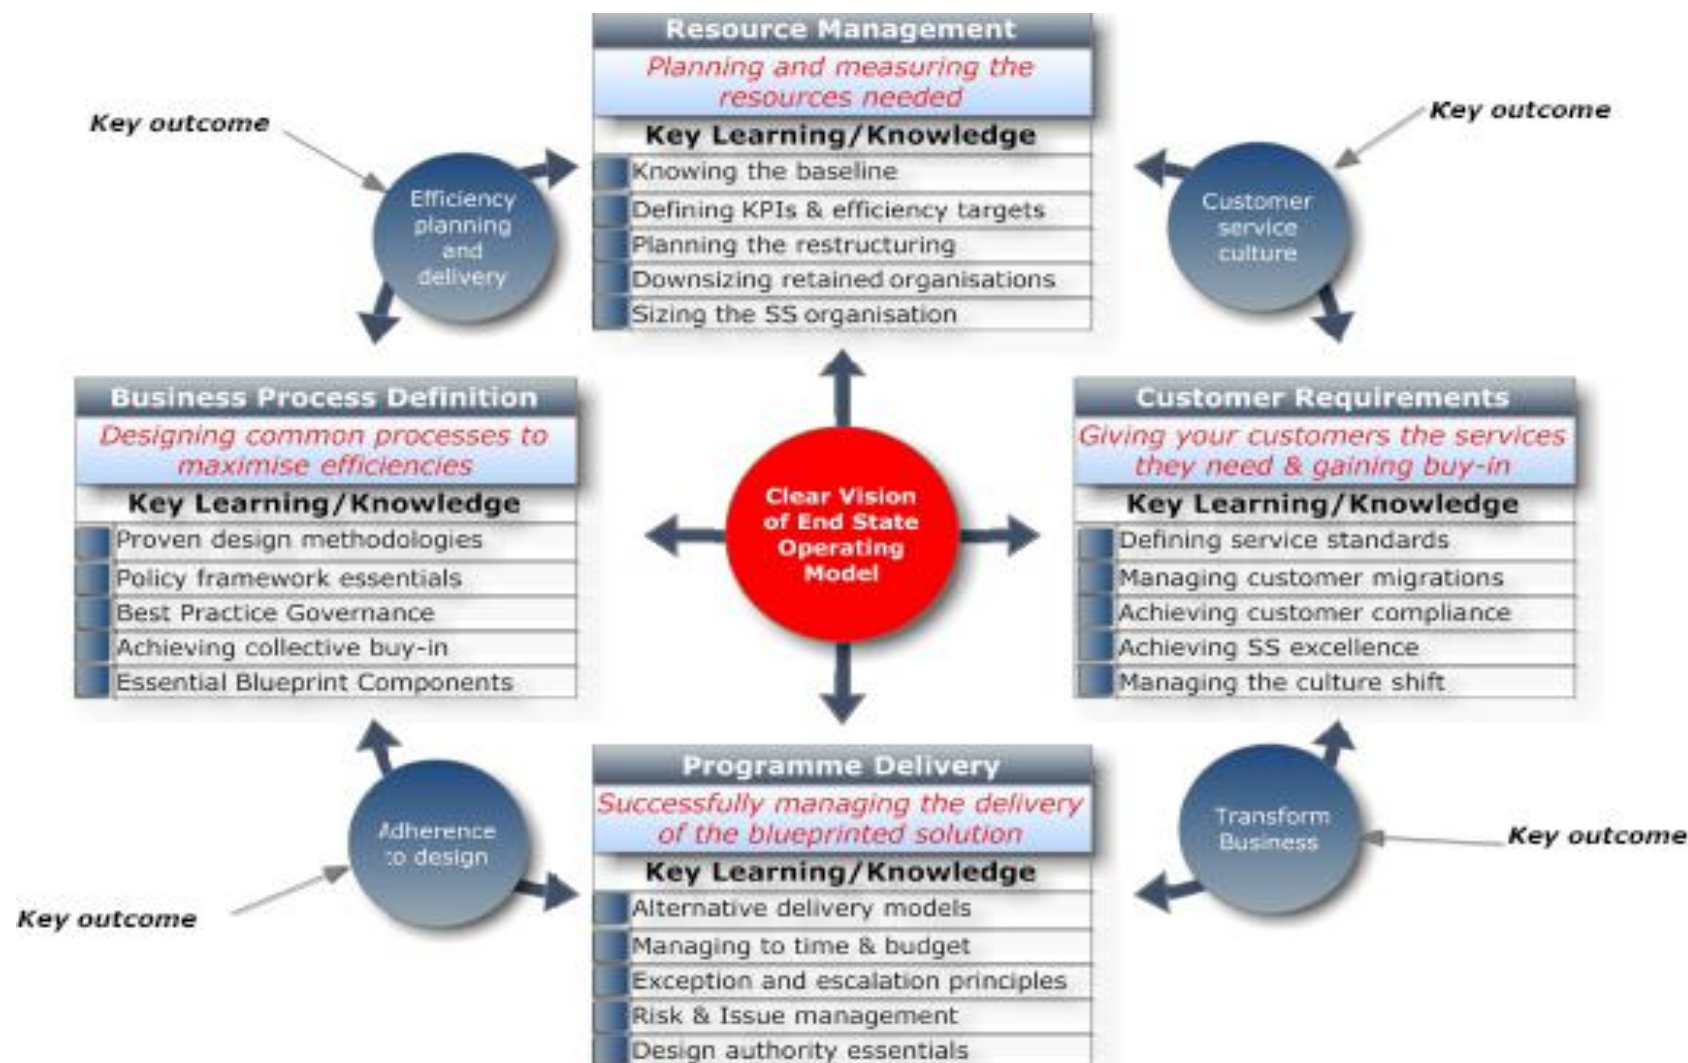 Resource Management
Planning and measuring the
resources needed
Key Learning/Knowledge
Knowing the baseline
Defining KPIs & efficiency targets
Planning the restructuring
Downsizing retained organisations
Sizing the SS organisation
Key outcome
Efficiency
planning
and
delivery
Key outcome
Customer
service
culture
Business Process Definition
Designing common processes to
maximise efficiencies
Key Learning/Knowledge
Proven design methodologies
Policy framework essentials
Best Practice Governance
Achieving collective buy-in
Essential Blueprint Components
Clear Vision
of End State
Operating
Model
Customer Requirements
Giving your customers the services
they need & gaining buy-in
Key Learning/Knowledge
Defining service standards
Managing customer migrations
Achieving customer compliance
Achieving SS excellence
Managing the culture shift
Adherence
to design
Key outcome
Programme Delivery
Successfully managing the delivery
of the blueprinted solution
Key Learning/Knowledge
Alternative delivery models
Managing to time & budget
Exception and escalation principles
Risk & Issue management
Design authority essentials
Transform
Business
Key outcome